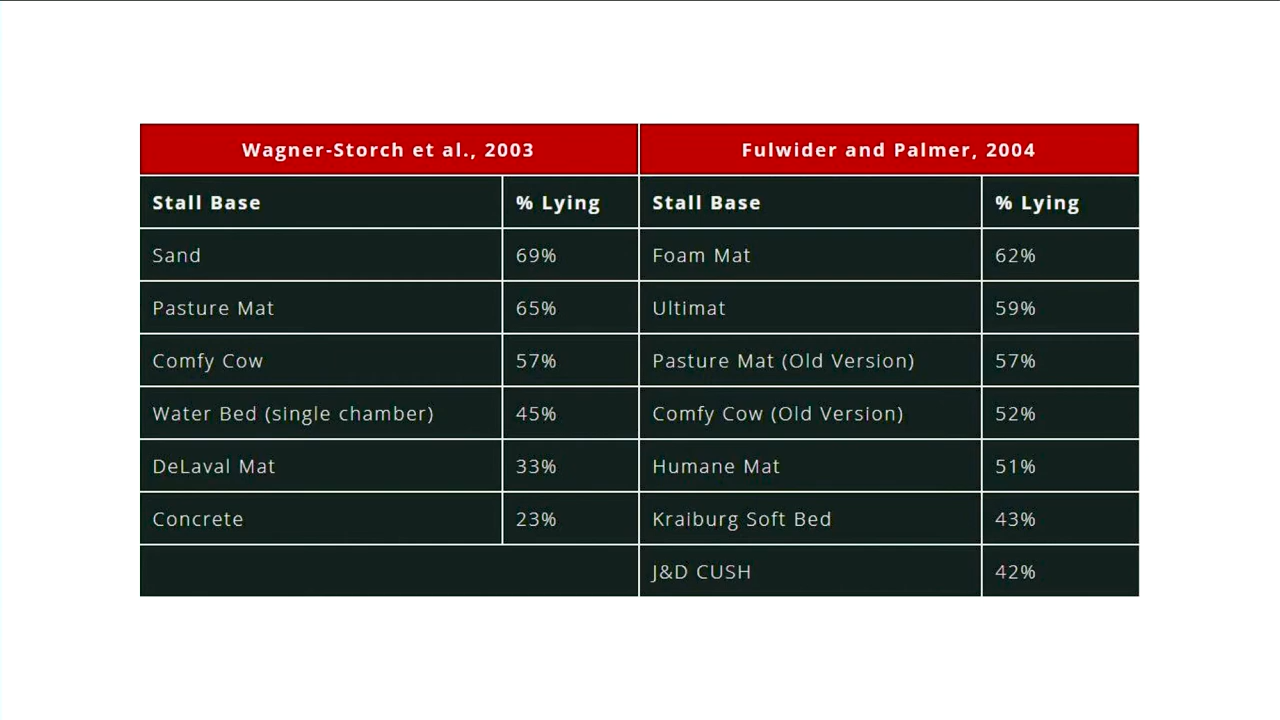 Wagner-Storch et al., 2003 Fulwider and Palmer, 2004
Stall Base % Lying Stall Base % Lying
Sand 69% Foam Mat 62%
Pasture Mat 65% Ultimat 59%
Comfy Cow 57% Pasture Mat (Old Version) 57%
Water Bed (single chamber) 45% Comfy Cow (Old Version) 52%
DeLaval Mat 33% Humane Mat 51%
Concrete 23% Kraiburg Soft Bed 43%
J&D CUSH 42%